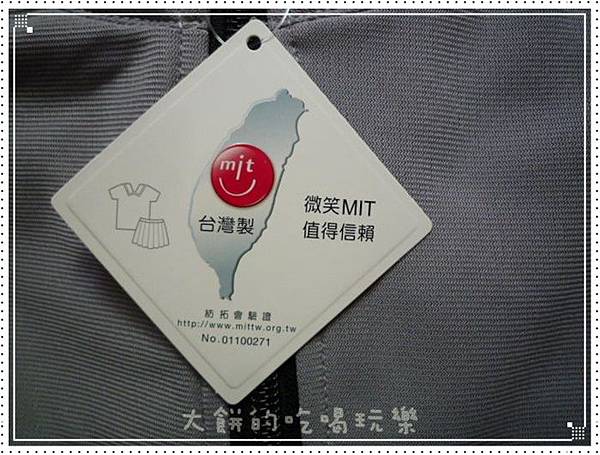 mit
台灣製
微笑MIT
值得信賴
紡拓會驗證
http://www.mittw.org.tw
No.01100271
大餅的吃喝玩樂